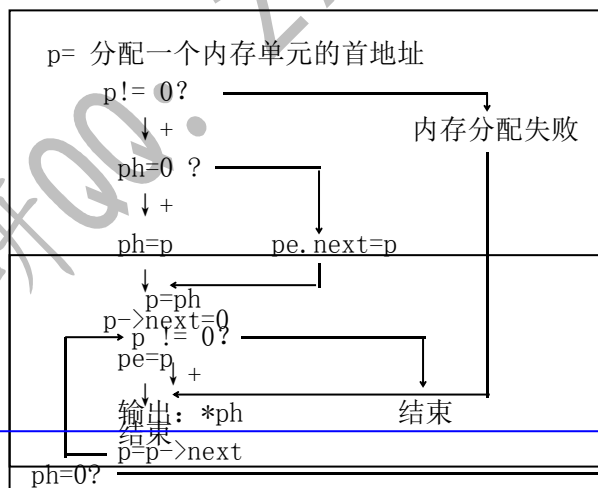 p= 分配一个内存单元的首地址
p!= 0?
+
内存分配失败
ph=0 ?
+
ph=p
pe.next=p
p=ph
p->next=0
p != 0?
pe=p
+
输出: *ph
结束
结束
p=p->next
ph=0?
QQ: